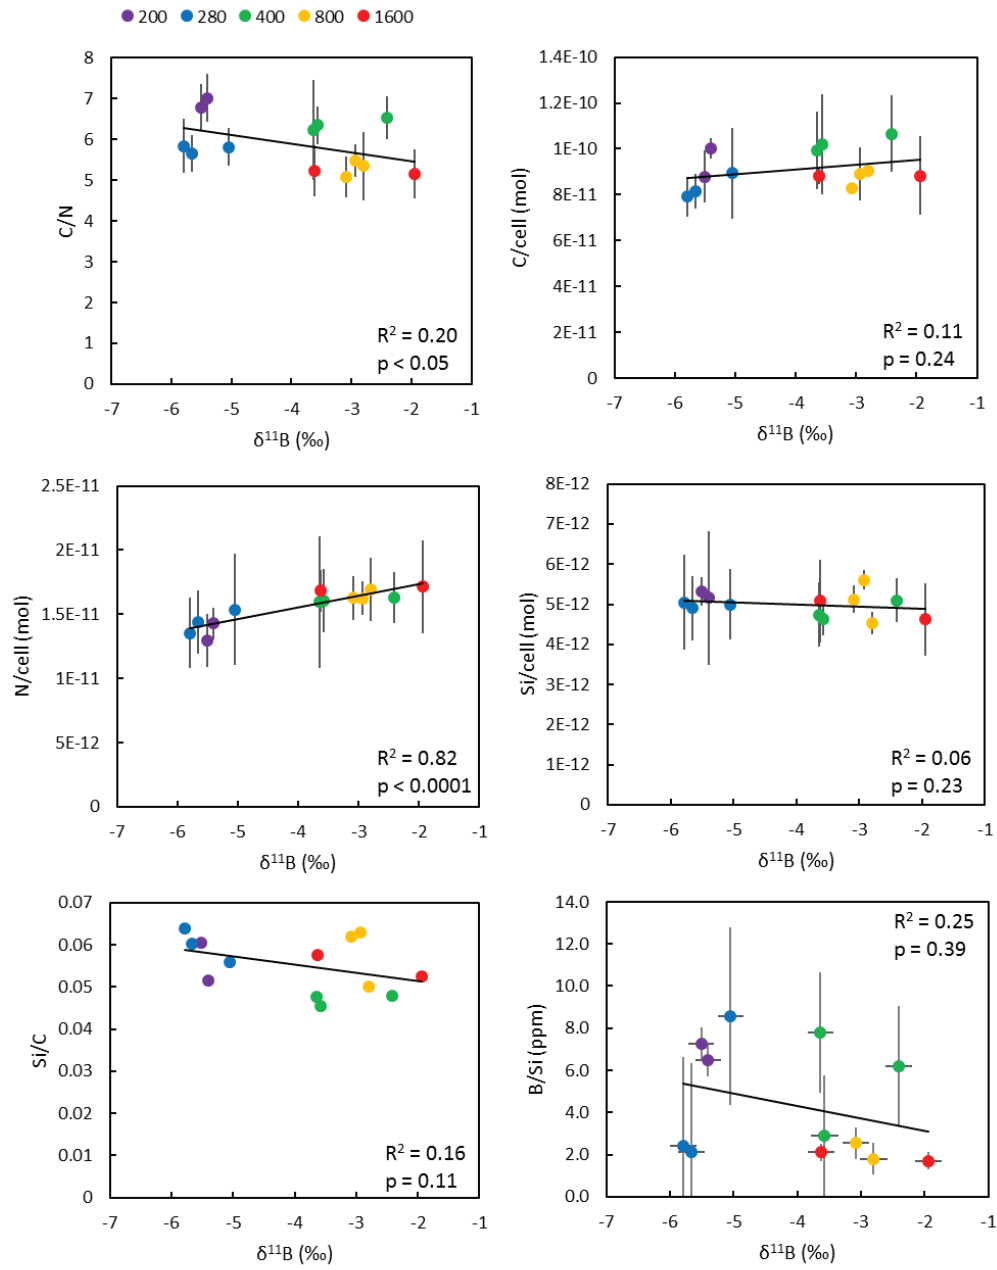 200 280 400 800 1600
8
7
6
5
4
3
2
1
0
C/N
R² = 0.20
p < 0.05
-7 -6 -5 -4 -3 -2 -1
δ¹¹B (‰)
1.4E-10
1.2E-10
1E-10
8E-11
6E-11
4E-11
2E-11
0
C/cell (mol)
R² = 0.11
p = 0.24
-7 -6 -5 -4 -3 -2 -1
δ¹¹B (‰)
2.5E-11
2E-11
1.5E-11
1E-11
5E-12
0
N/cell (mol)
R² = 0.82
p < 0.0001
-7 -6 -5 -4 -3 -2 -1
δ¹¹B (‰)
8E-12
7E-12
6E-12
5E-12
4E-12
3E-12
2E-12
1E-12
0
Si/cell (mol)
R² = 0.06
p = 0.23
-7 -6 -5 -4 -3 -2 -1
δ¹¹B (‰)
0.07
0.06
0.05
0.04
0.03
0.02
0.01
0
Si/C
R² = 0.16
p = 0.11
-7 -6 -5 -4 -3 -2 -1
δ¹¹B (‰)
14.0
12.0
10.0
8.0
6.0
4.0
2.0
0.0
B/Si (ppm)
R² = 0.25
p = 0.39
-7 -6 -5 -4 -3 -2 -1
δ¹¹B (‰)